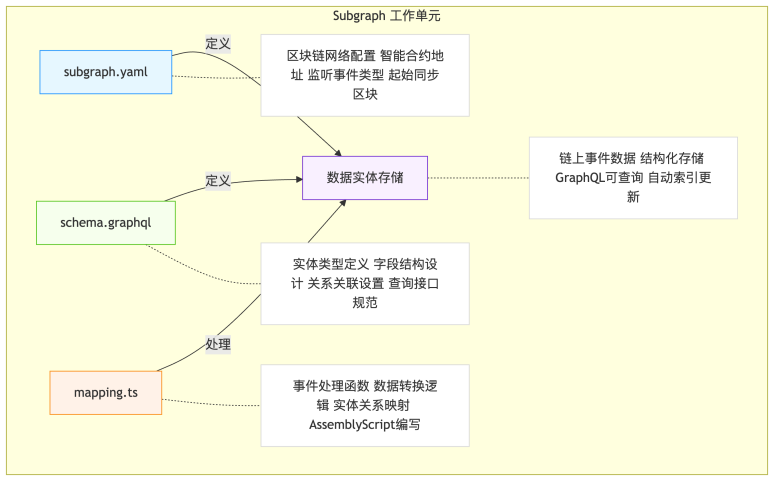 Subgraph 工作单元
定义
subgraph.yaml
区块链网络配置 智能合约地
址 监听事件类型 起始同步
区块
数据实体存储
链上事件数据 结构化存储
GraphQL可查询 自动索引更
新
定义
schema.graphql
实体类型定义 字段结构设
计 关系关联设置 查询接口
规范
处理
mapping.ts
事件处理函数 数据转换逻
辑 实体关系映射
AssemblyScript编写